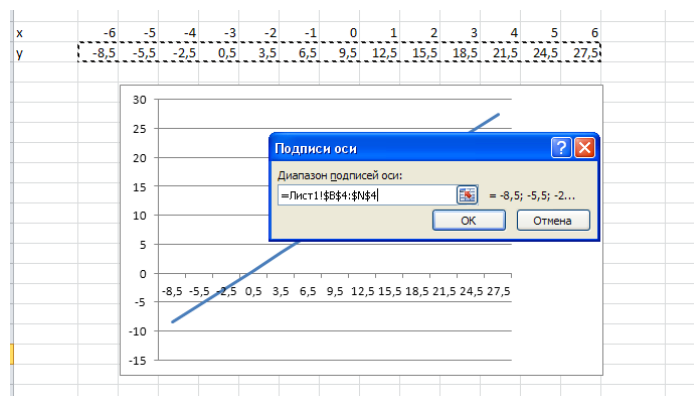 x -6 -5 -4 -3 -2 -1 0 1 2 3 4 5 6
y -8,5 -5,5 -2,5 0,5 3,5 6,5 9,5 12,5 15,5 18,5 21,5 24,5 27,5
30
25
Подписи оси
20
Диапазон подписей оси:
15
=Лист1!$B$4:$N$4 = -8,5; -5,5; -2...
10
ОК Отмена
5
0
-8,5 -5,5 -2,5 0,5 3,5 6,5 9,5 12,5 15,5 18,5 21,5 24,5 27,5
-5
-10
-15